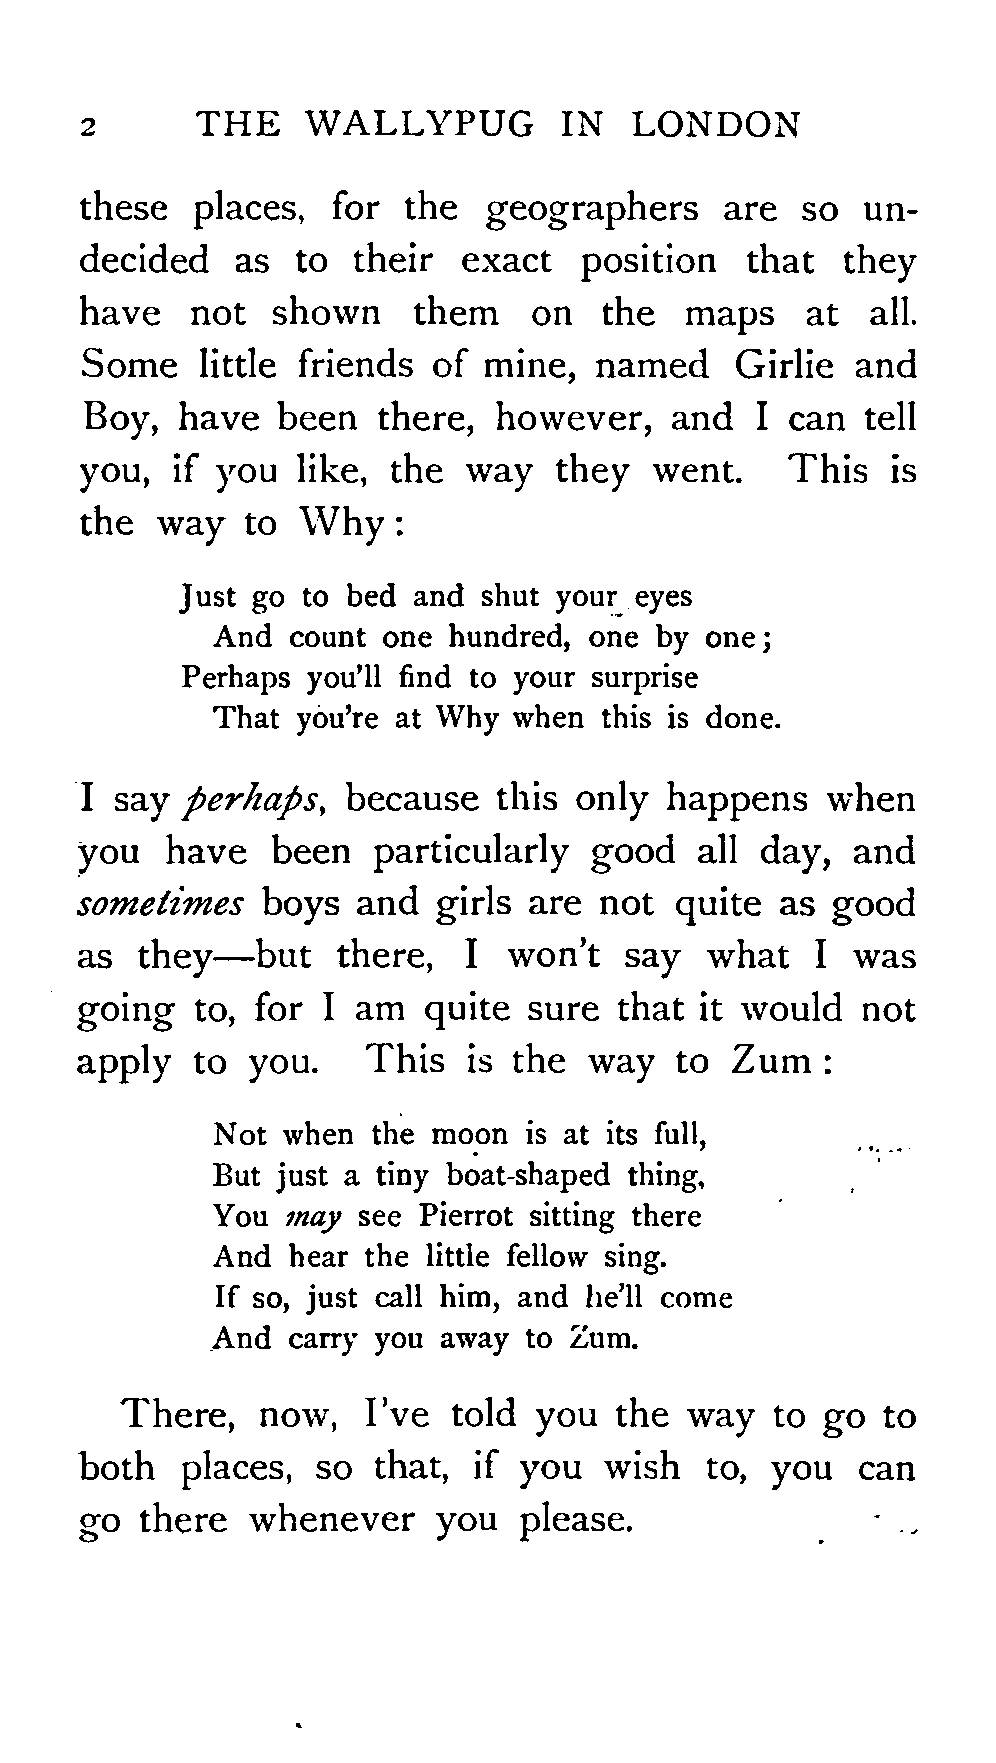 2 THE WALLYPUG IN LONDON
these places, for the geographers are so un-
decided as to their exact position that they
have not shown them on the maps at all.
Some little friends of mine, named Girlie and
Boy, have been there, however, and I can tell
you, if you like, the way they went. This is
the way to Why :
Just go to bed and shut your eyes
And count one hundred, one by one;
Perhaps you'll find to your surprise
That you're at Why when this is done.
I say perhaps, because this only happens when
you have been particularly good all day, and
sometimes boys and girls are not quite as good
as they—but there, I won't say what I was
going to, for I am quite sure that it would not
apply to you. This is the way to Zum :
Not when the moon is at its full,
But just a tiny boat-shaped thing,
You may see Pierrot sitting there
And hear the little fellow sing.
If so, just call him, and he'll come
And carry you away to Zum.
There, now, I've told you the way to go to
both places, so that, if you wish to, you can
go there whenever you please.